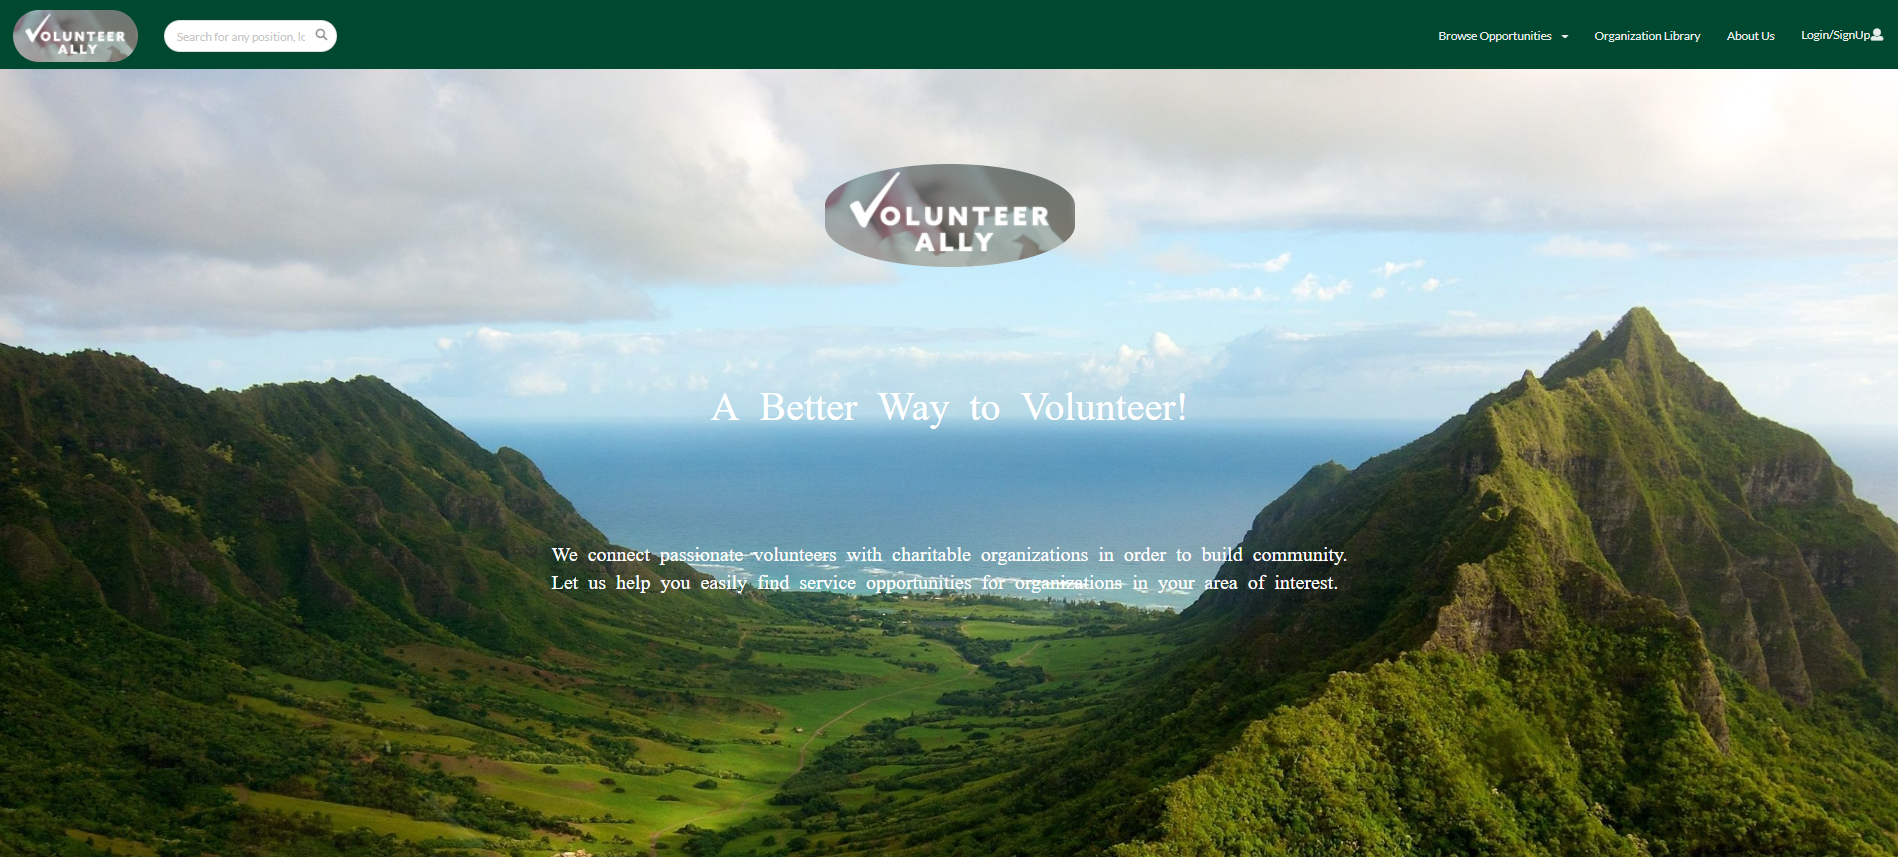 VOLUNTEER
ALLY
Search for any position, lo
Browse Opportunities
Organization Library
About Us
Login/SignUp
VOLUNTEER
ALLY
A Better Way to Volunteer!
We connect passionate volunteers with charitable organizations in order to build community.
Let us help you easily find service opportunities for organizations in your area of interest.